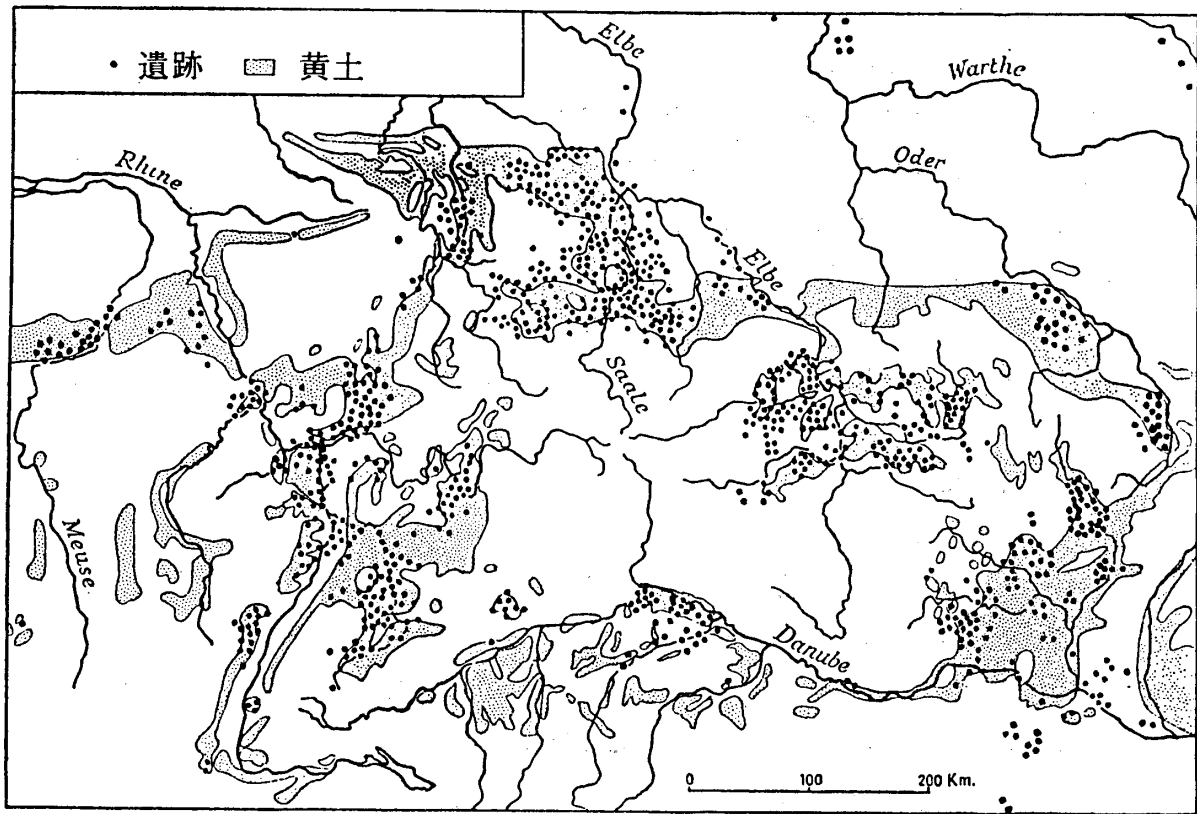 • 遺跡 黄土
Elbe
Warthe
Oder
Rhine
Elbe
Saale
Meuse
Danube
0 100 200 Km.